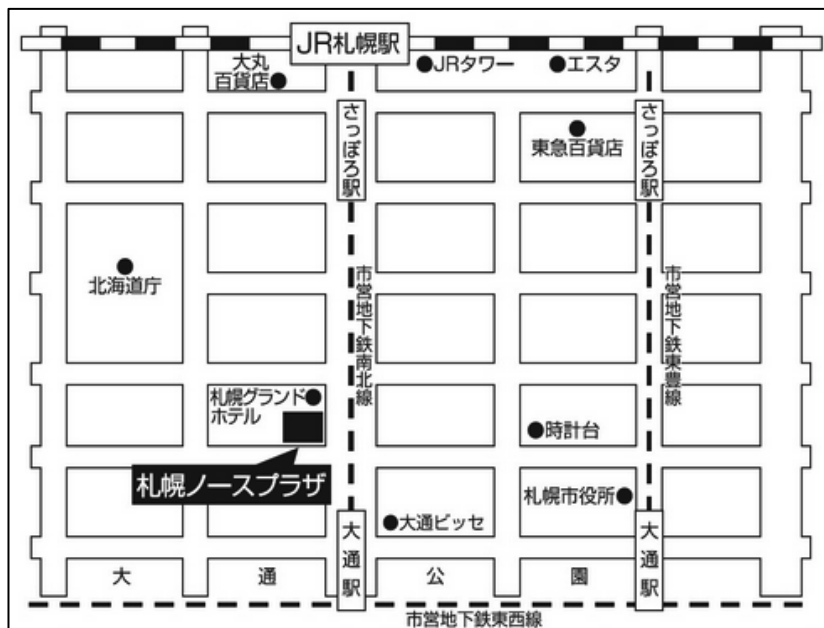 JR札幌駅
大丸
百貨店
JRタワー
エスタ
さっぽろ駅
さっぽろ駅
東急百貨店
北海道庁
市営地下鉄南北線
市営地下鉄東豊線
札幌グランド
ホテル
時計台
札幌ノースプラザ
札幌市役所
大通ビッセ
大通駅
大通駅
大通公園
市営地下鉄東西線